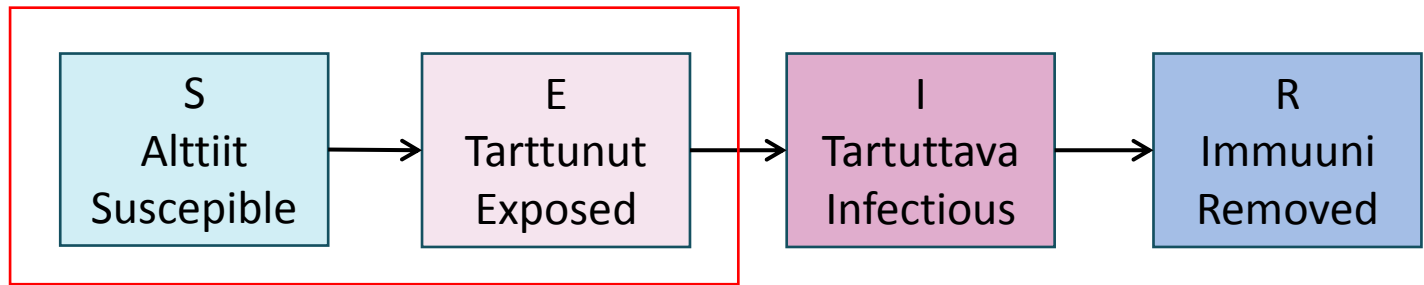 S
Alttiit
Suscepible
E
Tarttunut
Exposed
I
Tartuttava
Infectious
R
Immuuni
Removed